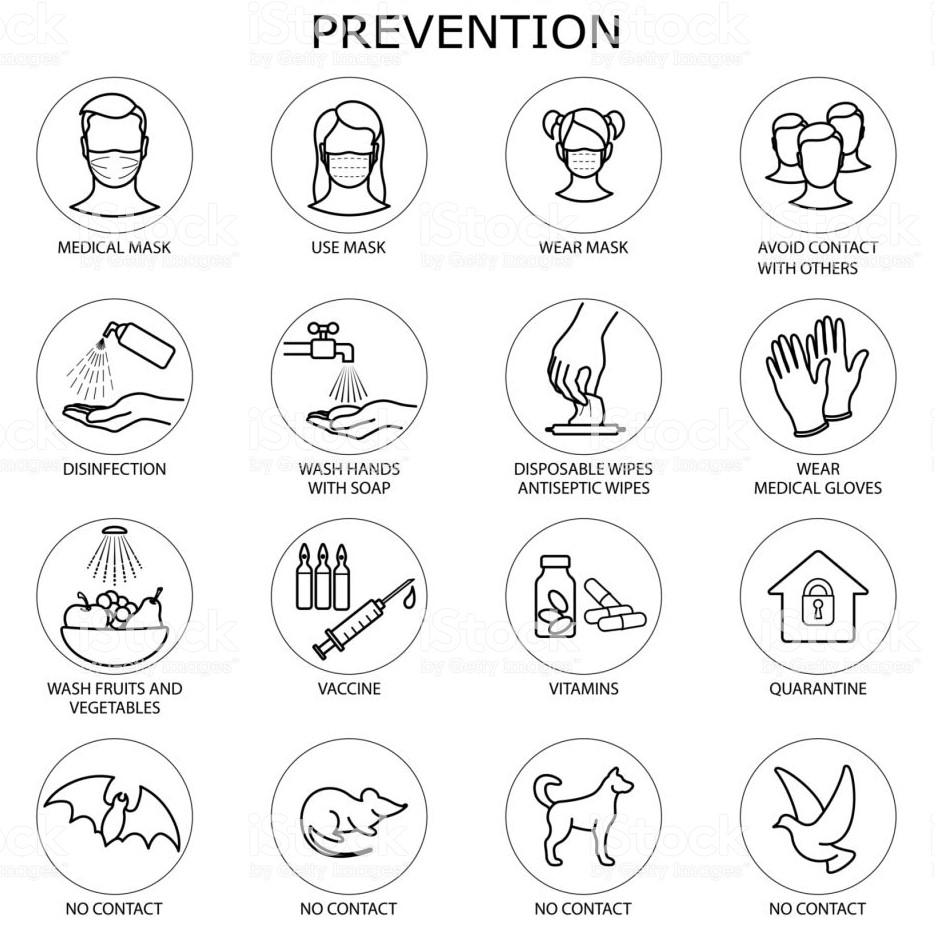 PREVENTION
MEDICAL MASK
USE MASK
WEAR MASK
AVOID CONTACT
WITH OTHERS
DISINFECTION
WASH HANDS
WITH SOAP
DISPOSABLE WIPES
ANTISEPTIC WIPES
WEAR
MEDICAL GLOVES
WASH FRUITS AND
VEGETABLES
VACCINE
VITAMINS
QUARANTINE
NO CONTACT
NO CONTACT
NO CONTACT
NO CONTACT
iStock
by Getty Images™